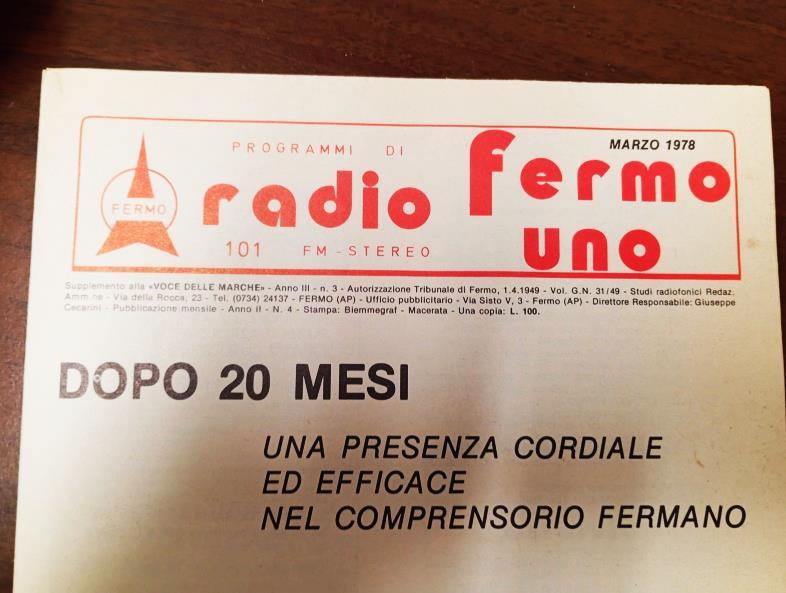 MARZO 1978
PROGRAMMI DI
radio fermo uno
FERMO
101 FM-STEREO
Supplemento alla «VOCE DELLE MARCHE» - Anno III - n. 3 - Autorizzazione Tribunale di Fermo, 1.4.1949 - Vol. G.N. 31/49 - Studi radiofonici Redaz.
Amm.ne - Via della Rocca, 23 - Tel. (0734) 24137 - FERMO (AP) - Ufficio pubblicitario - Via Sisto V, 3 - Fermo (AP) - Direttore Responsabile: Giuseppe
Cecarini - Pubblicazione mensile - Anno II - N. 4 - Stampa: Biemmegraf - Macerata - Una copia: L. 100.
DOPO 20 MESI
UNA PRESENZA CORDIALE
ED EFFICACE
NEL COMPRENSORIO FERMANO